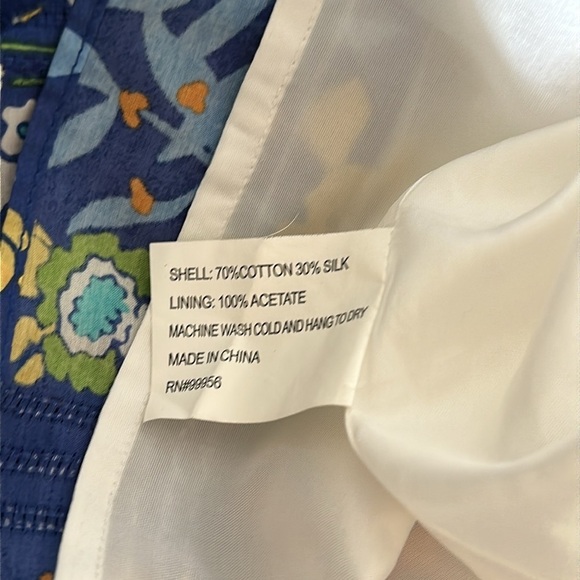 SHELL: 70%COTTON 30% SILK
LINING: 100% ACETATE
MACHINE WASH COLD AND HANG TO DRY
MADE IN CHINA
RN#99956